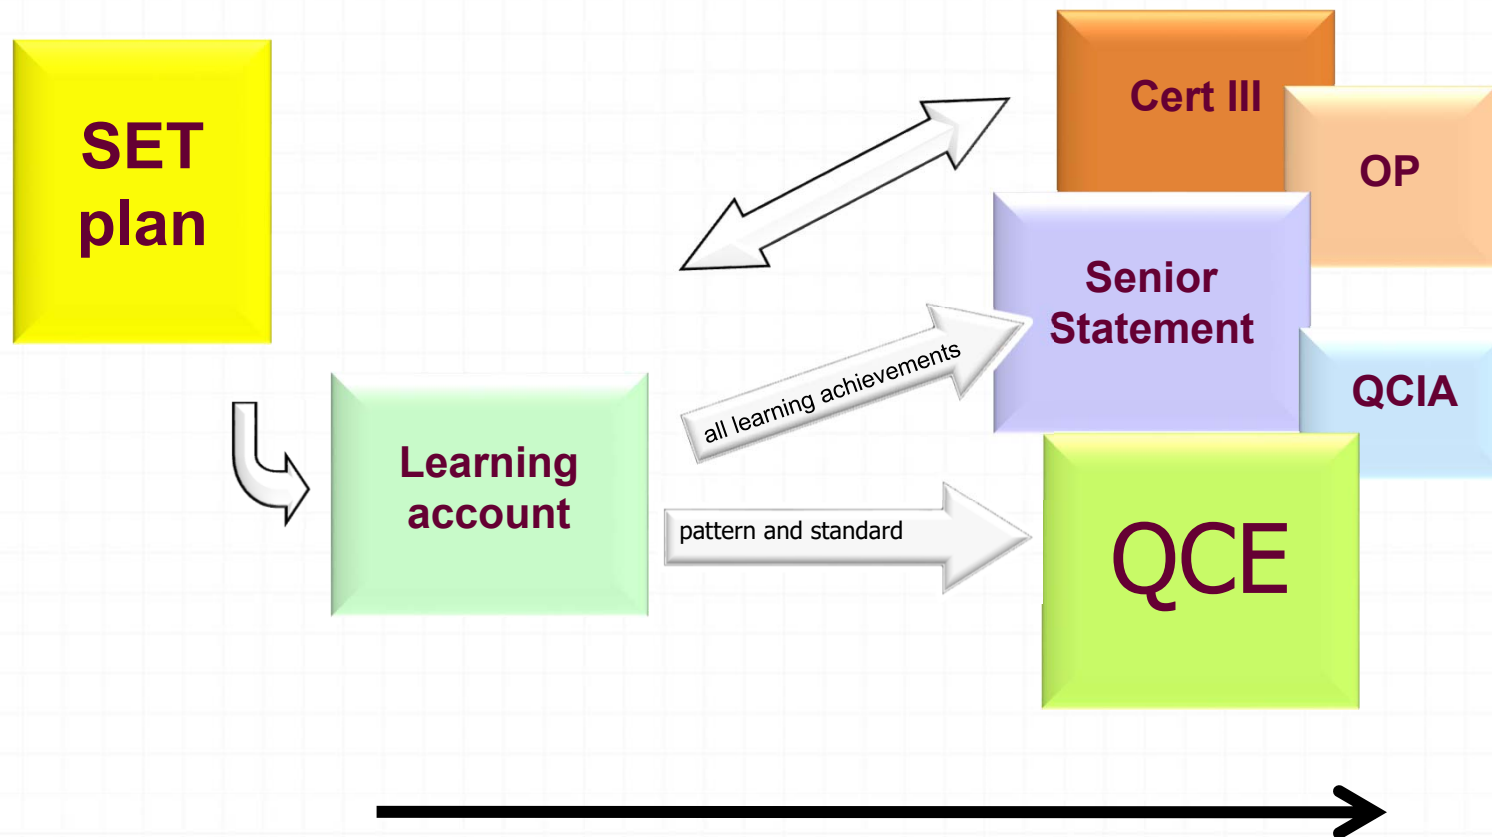 SET
plan
Learning
account
all learning achievements
pattern and standard
Cert III
OP
Senior
Statement
QCIA
QCE